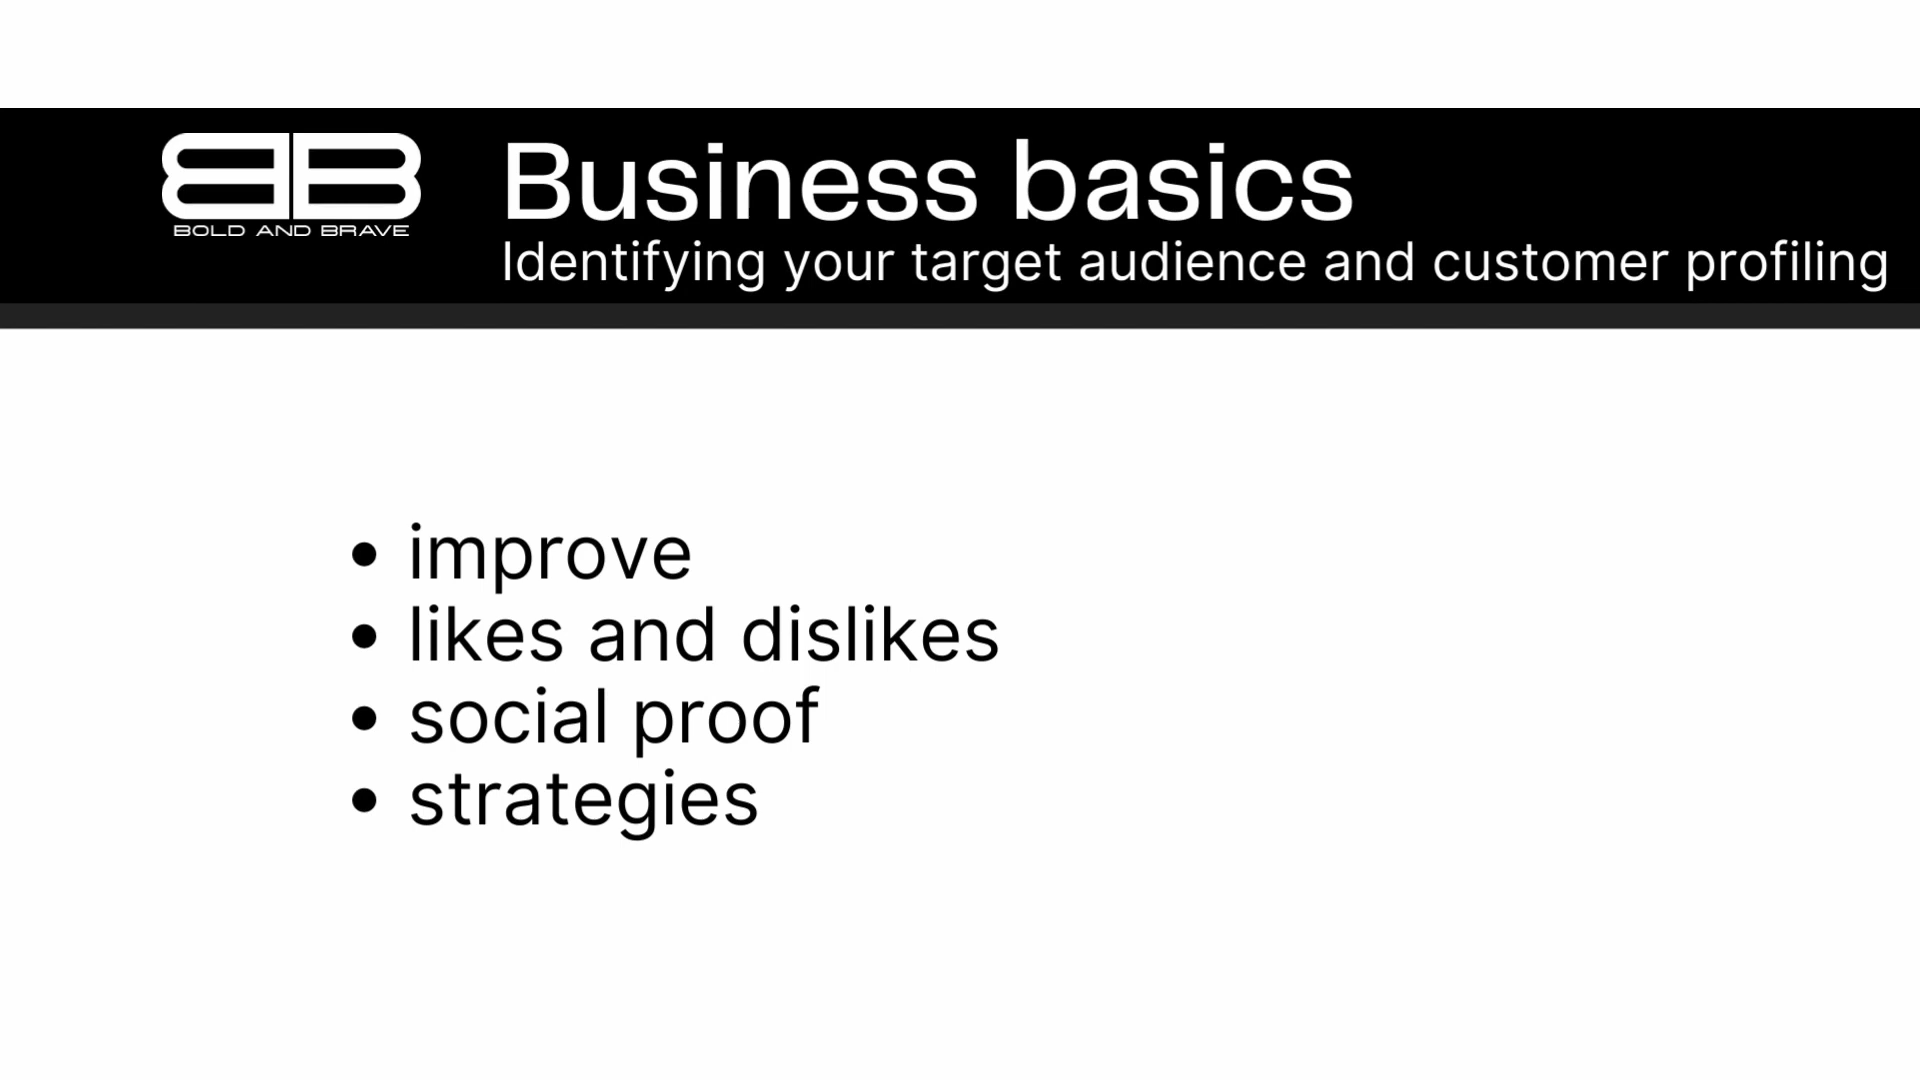 BB
BOLD AND BRAVE
Business basics
Identifying your target audience and customer profiling
• improve
• likes and dislikes
• social proof
• strategies